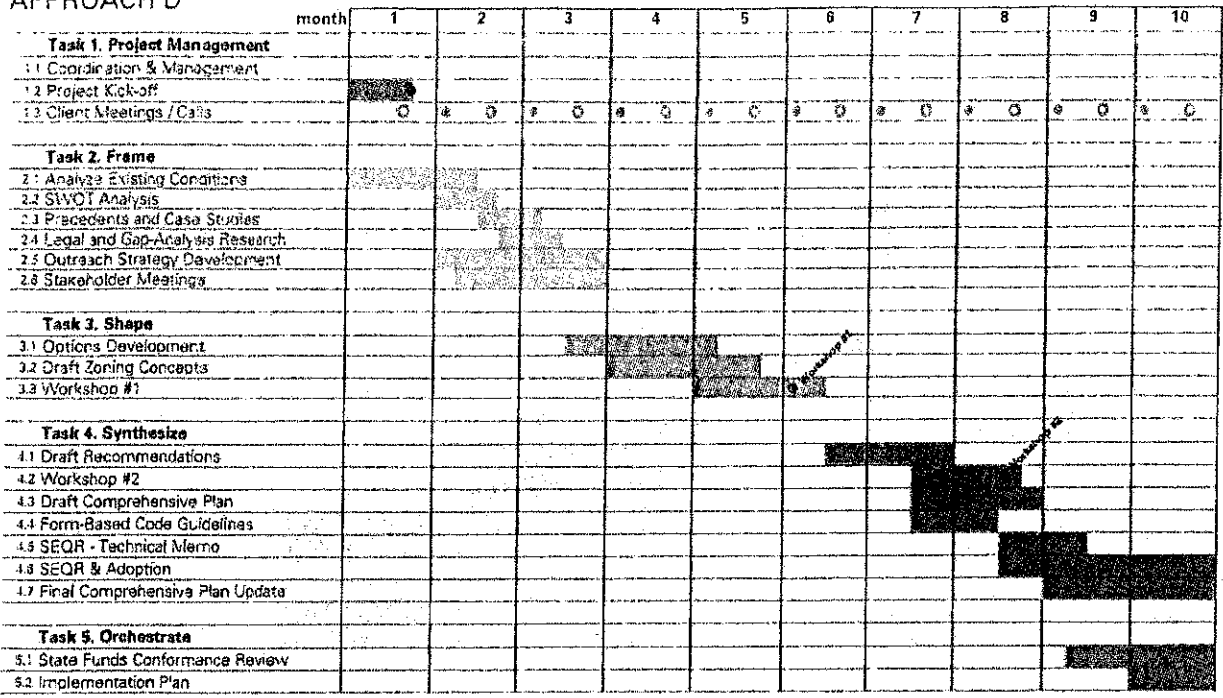 APPROACH D
month 1 2 3 4 5 6 7 8 9 10
Task 1. Project Management
1.1 Coordination & Management
1.2 Project Kick-off
1.3 Client Meetings / Calls
Task 2. Frame
2.1 Analyze Existing Conditions
2.2 SWOT Analysis
2.3 Precedents and Case Studies
2.4 Legal and Gap-Analysis Research
2.5 Outreach Strategy Development
2.6 Stakeholder Meetings
Task 3. Shape
3.1 Options Development
3.2 Draft Zoning Concepts
3.3 Workshop #1
Workshop #1
Task 4. Synthesize
4.1 Draft Recommendations
4.2 Workshop #2
Workshop #2
4.3 Draft Comprehensive Plan
4.4 Form-Based Code Guidelines
4.5 SEQR - Technical Memo
4.6 SEQR & Adoption
4.7 Final Comprehensive Plan Update
Task 5. Orchestrate
5.1 State Funds Conformance Review
5.2 Implementation Plan